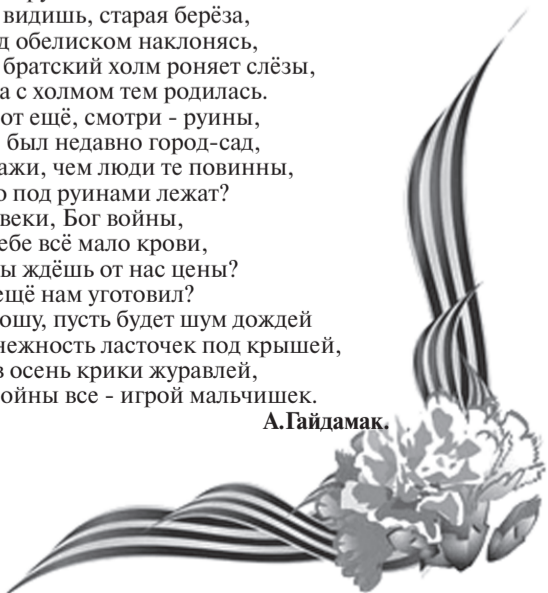 видишь, старая берёза,
д обелиском наклонясь,
братский холм роняет слёзы,
а с холмом тем родилась.
от ещё, смотри - руины,
был недавно город-сад,
ажи, чем люди те повинны,
о под руинами лежат?
веки, Бог войны,
ебе всё мало крови,
ы ждёшь от нас цены?
ещё нам уготовил?
ошу, пусть будет шум дождей
нежность ласточек под крышей,
в осень крики журавлей,
ойны все - игрой мальчишек.
А.Гайдамак.